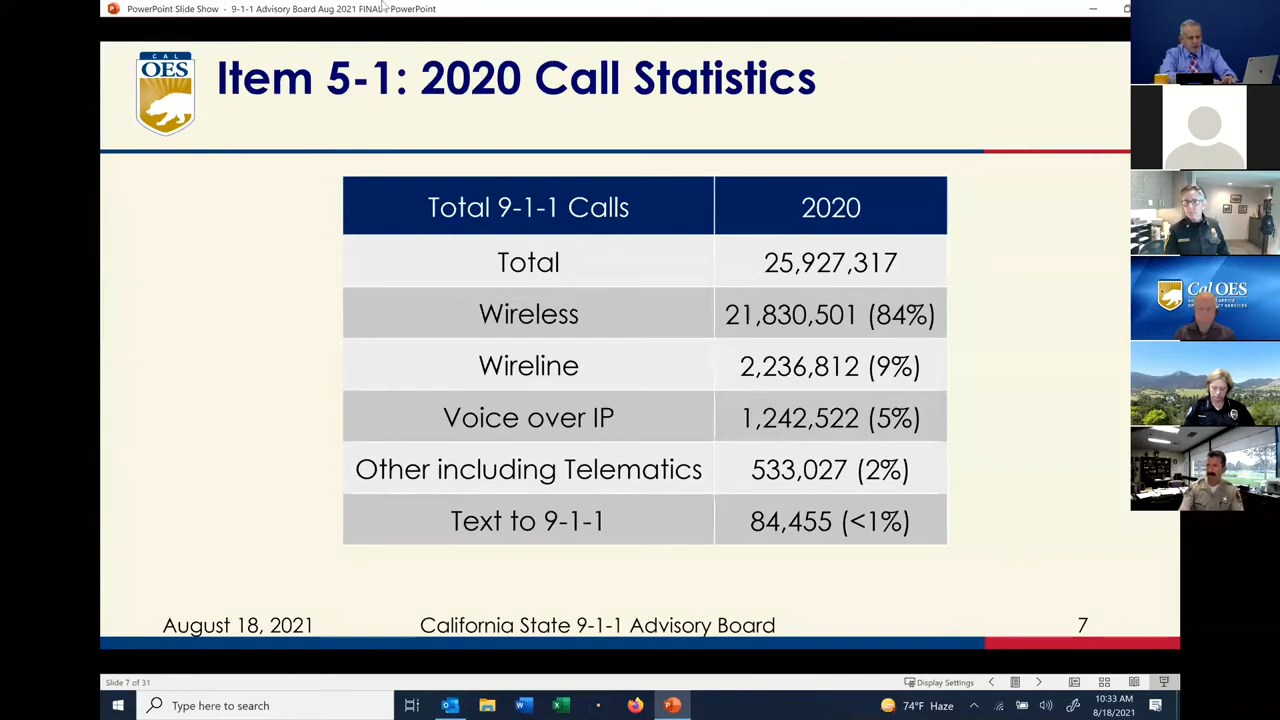 PowerPoint Slide Show - 9-1-1 Advisory Board Aug 2021 FINAL - PowerPoint
CAL
OES
Item 5-1: 2020 Call Statistics
Total 9-1-1 Calls 2020
Total 25,927,317
Wireless 21,830,501 (84%)
Wireline 2,236,812 (9%)
Voice over IP 1,242,522 (5%)
Other including Telematics 533,027 (2%)
Text to 9-1-1 84,455 (<1%)
Cal OES
August 18, 2021 California State 9-1-1 Advisory Board 7
Slide 7 of 31 Display Settings
Type here to search 74°F Haze 10:33 AM
8/18/2021